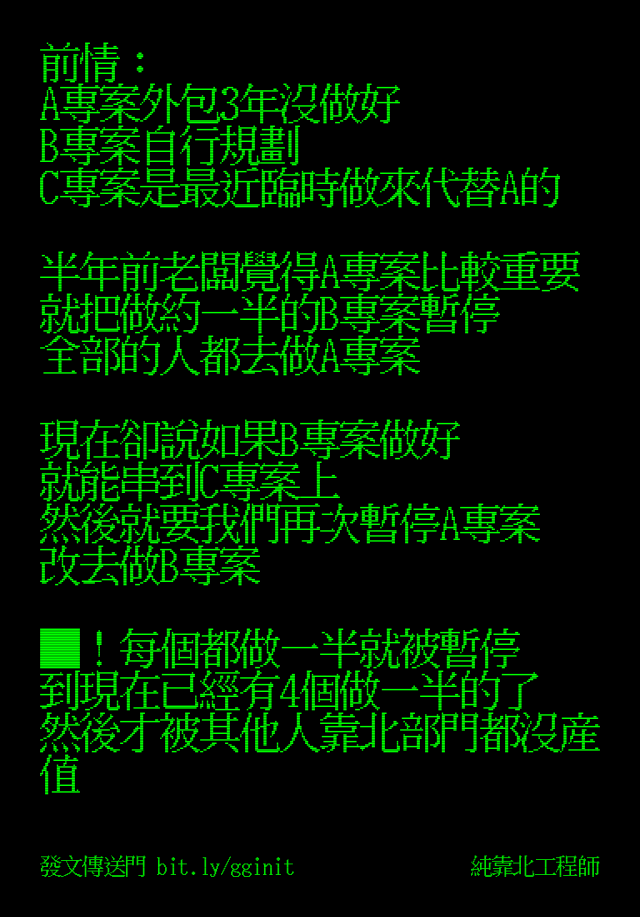 前情：
A專案外包3年沒做好
B專案自行規劃
C專案是最近臨時做來代替A的
半年前老闆覺得A專案比較重要
就把做約一半的B專案暫停
全部的人都去做A專案
現在卻說如果B專案做好
就能串到C專案上
然後就要我們再次暫停A專案
改去做B專案
▇▇！每個都做一半就被暫停
到現在已經有4個做一半的了
然後才被其他人靠北部門都沒産
值
發文傳送門 bit.ly/gginit
純靠北工程師